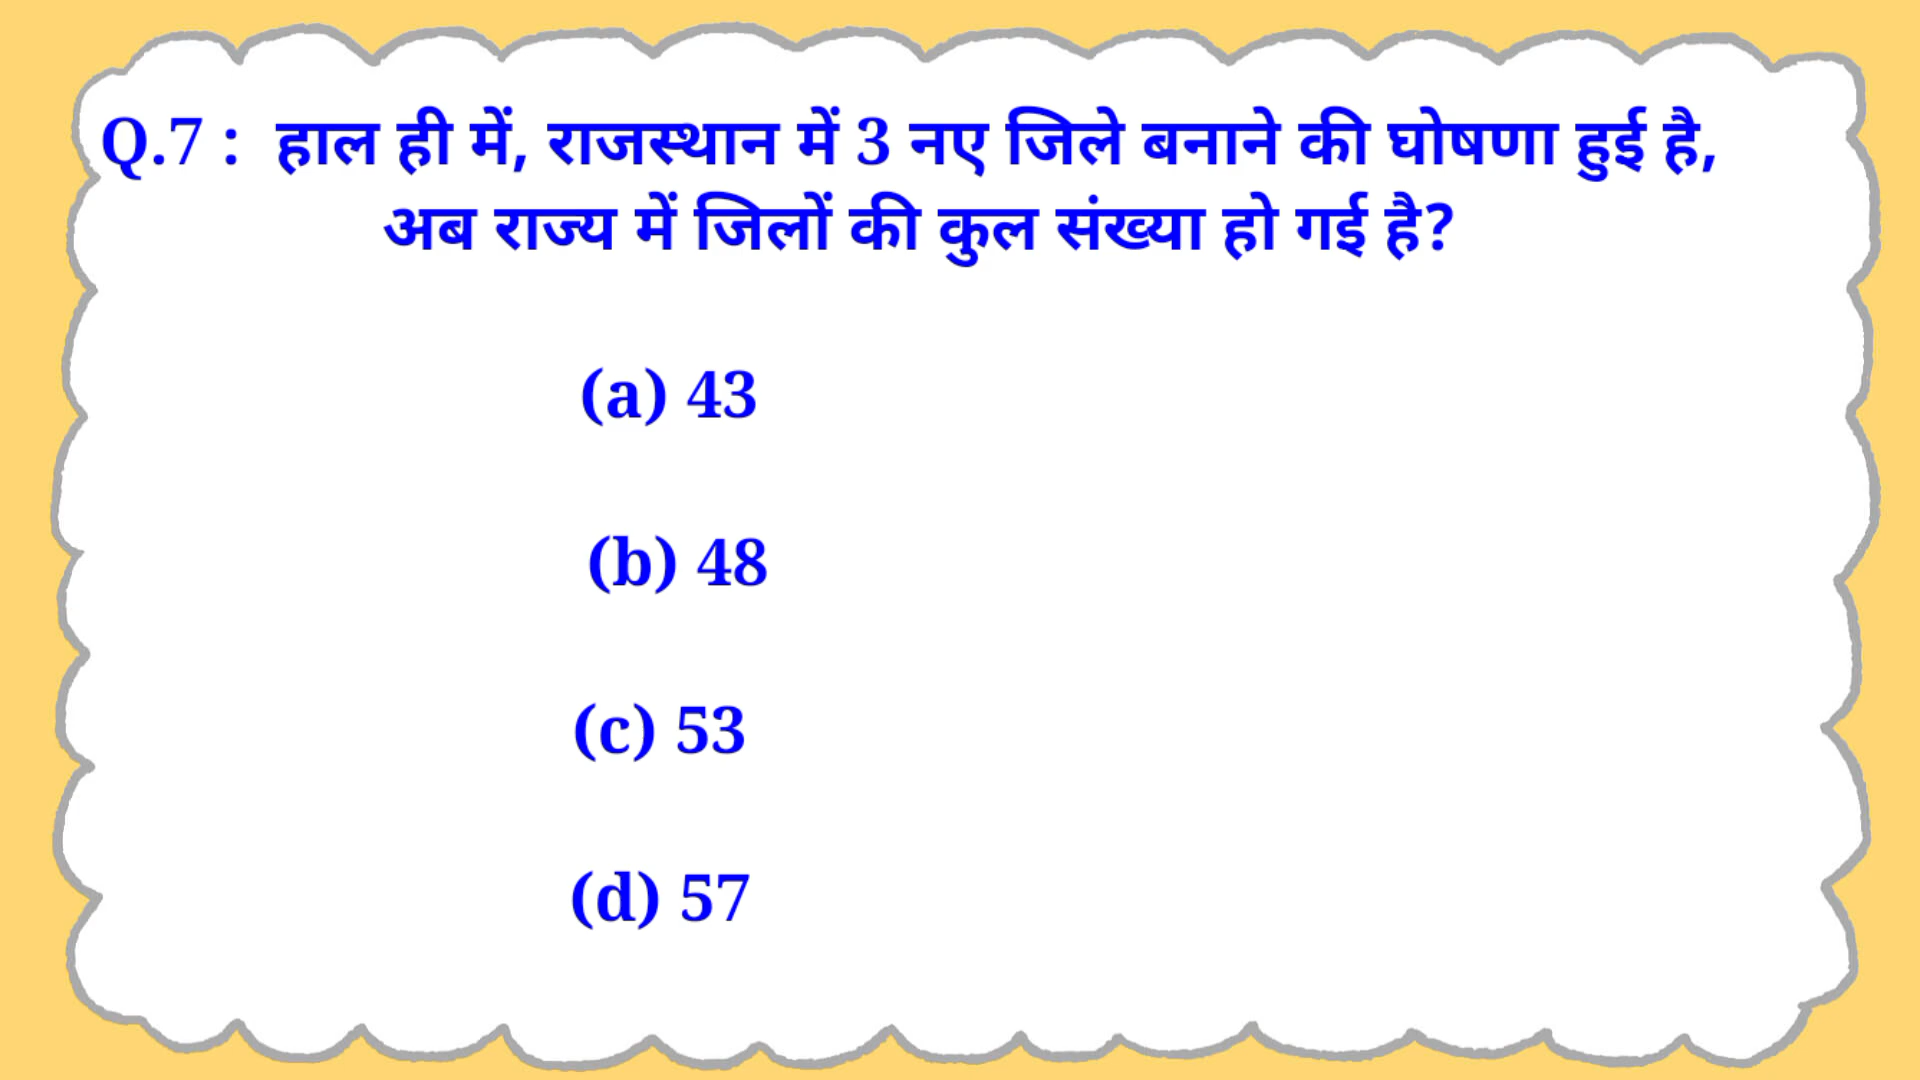 Q.7 : हाल ही में, राजस्थान में 3 नए जिले बनाने की घोषणा हुई है,
अब राज्य में जिलों की कुल संख्या हो गई है?
(a) 43
(b) 48
(c) 53
(d) 57